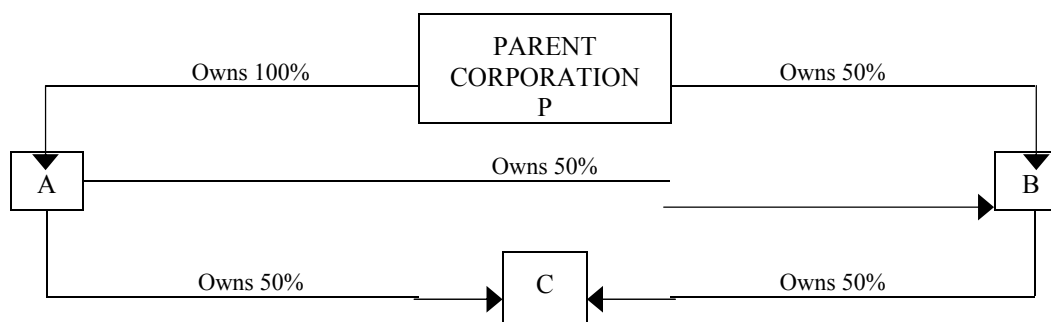 PARENT
CORPORATION
P
Owns 100%
Owns 50%
A
Owns 50%
B
Owns 50%
C
Owns 50%